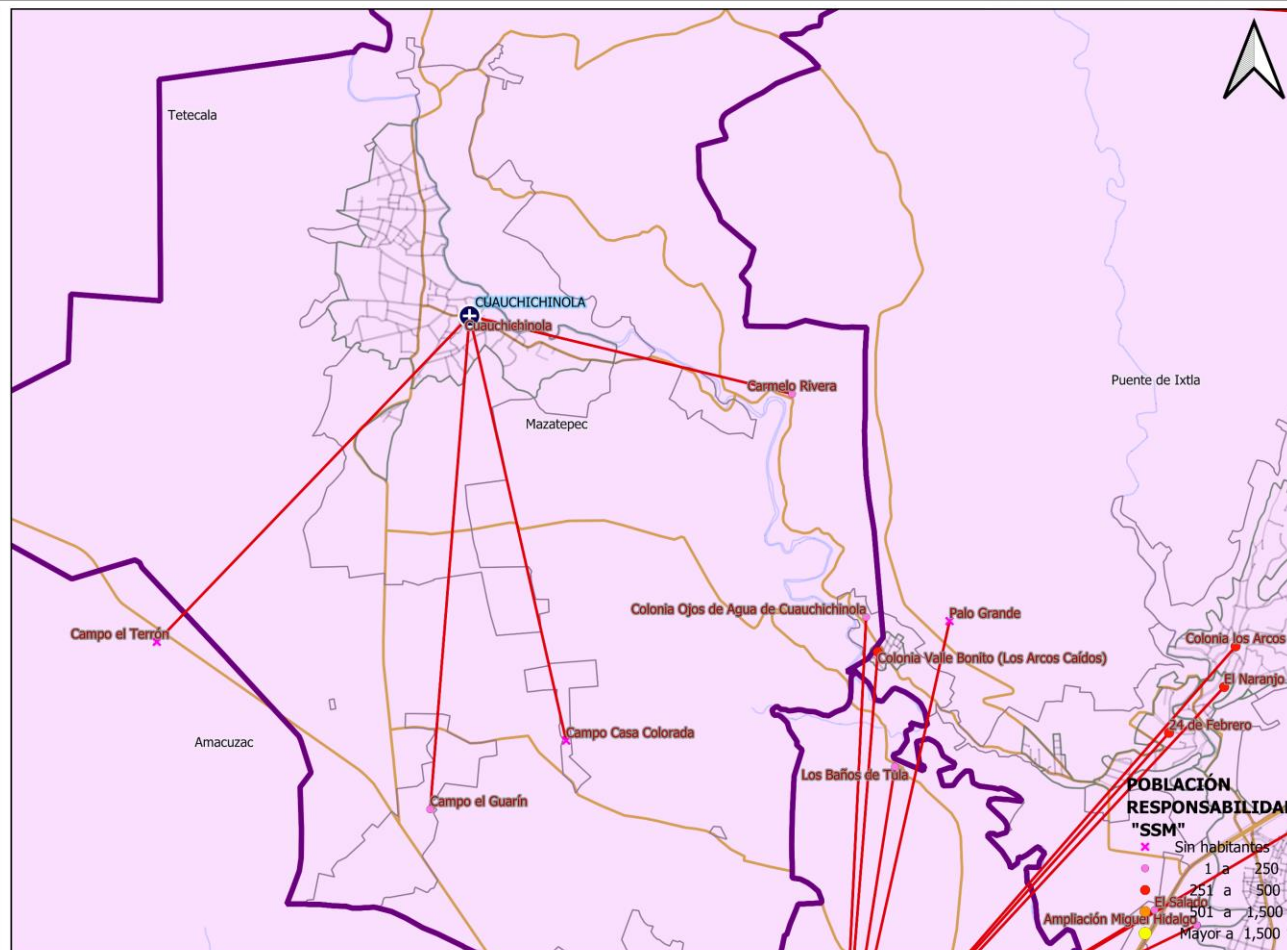 Tetecala
CUAUCHICHINOLA
Cuauchichinola
Carmelo Rivera
Puente de Ixtla
Mazatepec
Colonia Ojos de Agua de Cuauchichinola
Palo Grande
Campo el Terrón
Colonia los Arcos
Colonia Valle Bonito (Los Arcos Caídos)
El Naranjo
24 de Febrero
Amacuzac
Campo Casa Colorada
Los Baños de Tula
Campo el Guarín
POBLACIÓN
RESPONSABILIDAD
"SSM"
Sin habitantes
1 a 250
251 a 500
El Salado
501 a 1,500
Ampliación Miguel Hidalgo
Mayor a 1,500